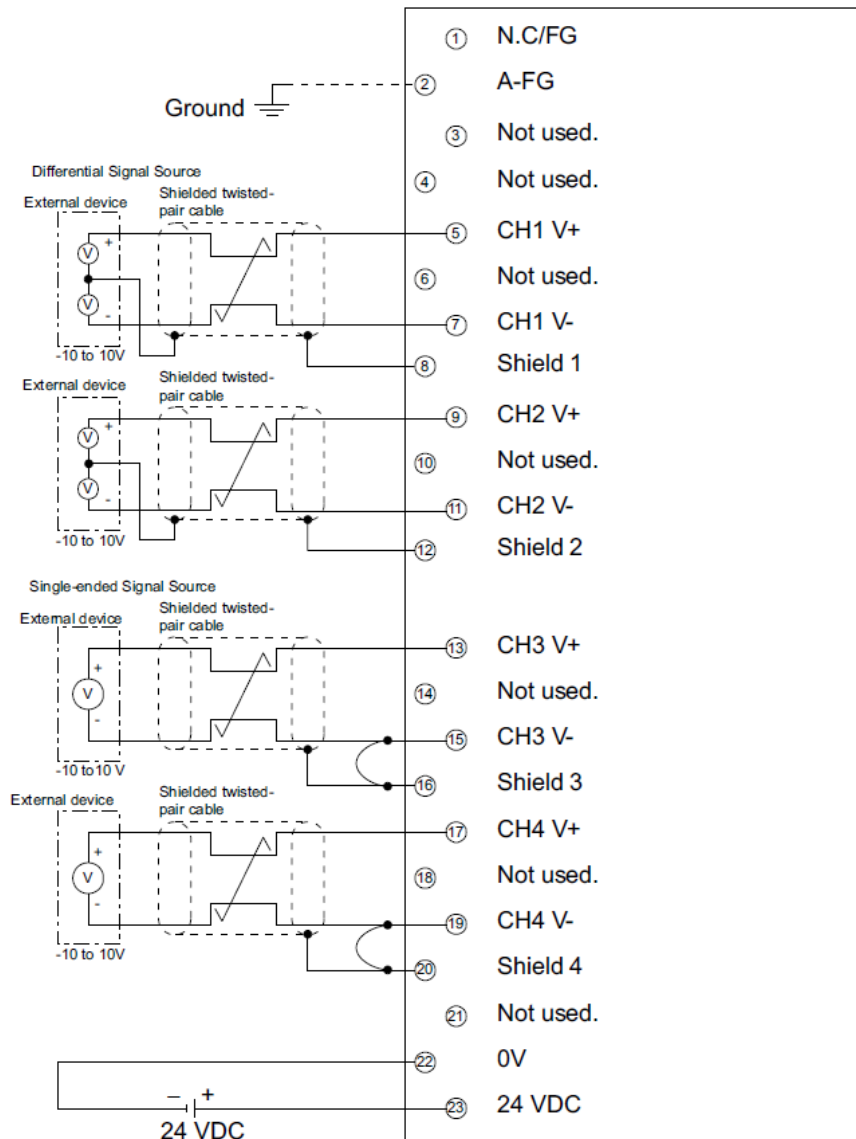 ① N.C/FG
② A-FG
Ground
③ Not used.
Differential Signal Source
④ Not used.
External device
Shielded twisted-
pair cable
⑤ CH1 V+
V +
⑥ Not used.
V -
⑦ CH1 V-
-10 to 10V
⑧ Shield 1
External device
Shielded twisted-
pair cable
⑨ CH2 V+
V +
⑩ Not used.
V -
⑪ CH2 V-
-10 to 10V
⑫ Shield 2
Single-ended Signal Source
External device
Shielded twisted-
pair cable
⑬ CH3 V+
+
V
-
⑭ Not used.
⑮ CH3 V-
-10 to 10 V
⑯ Shield 3
External device
Shielded twisted-
pair cable
⑰ CH4 V+
+
V
-
⑱ Not used.
⑲ CH4 V-
-10 to 10V
⑳ Shield 4
㉑ Not used.
㉒ 0V
− +
㉓ 24 VDC
24 VDC